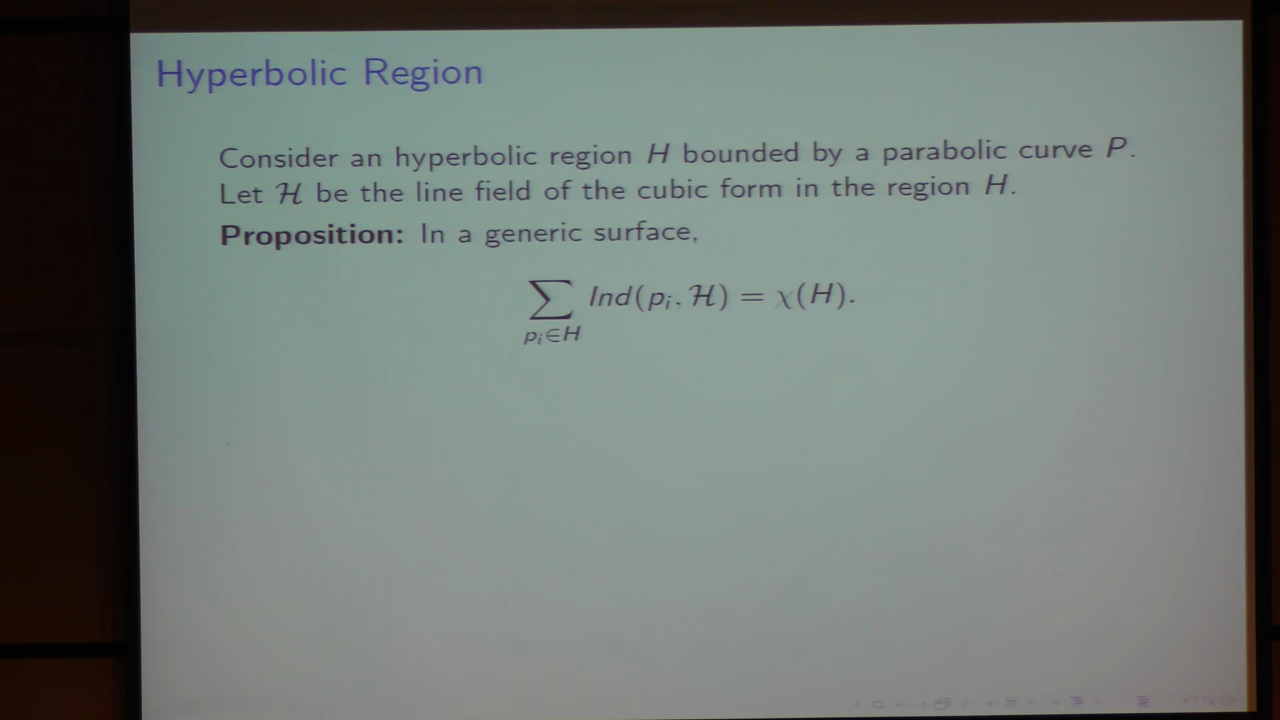 Hyperbolic Region
Consider an hyperbolic region H bounded by a parabolic curve P.
Let ℋ be the line field of the cubic form in the region H.
Proposition: In a generic surface,
∑_{p_i∈H} Ind(p_i, ℋ) = χ(H).